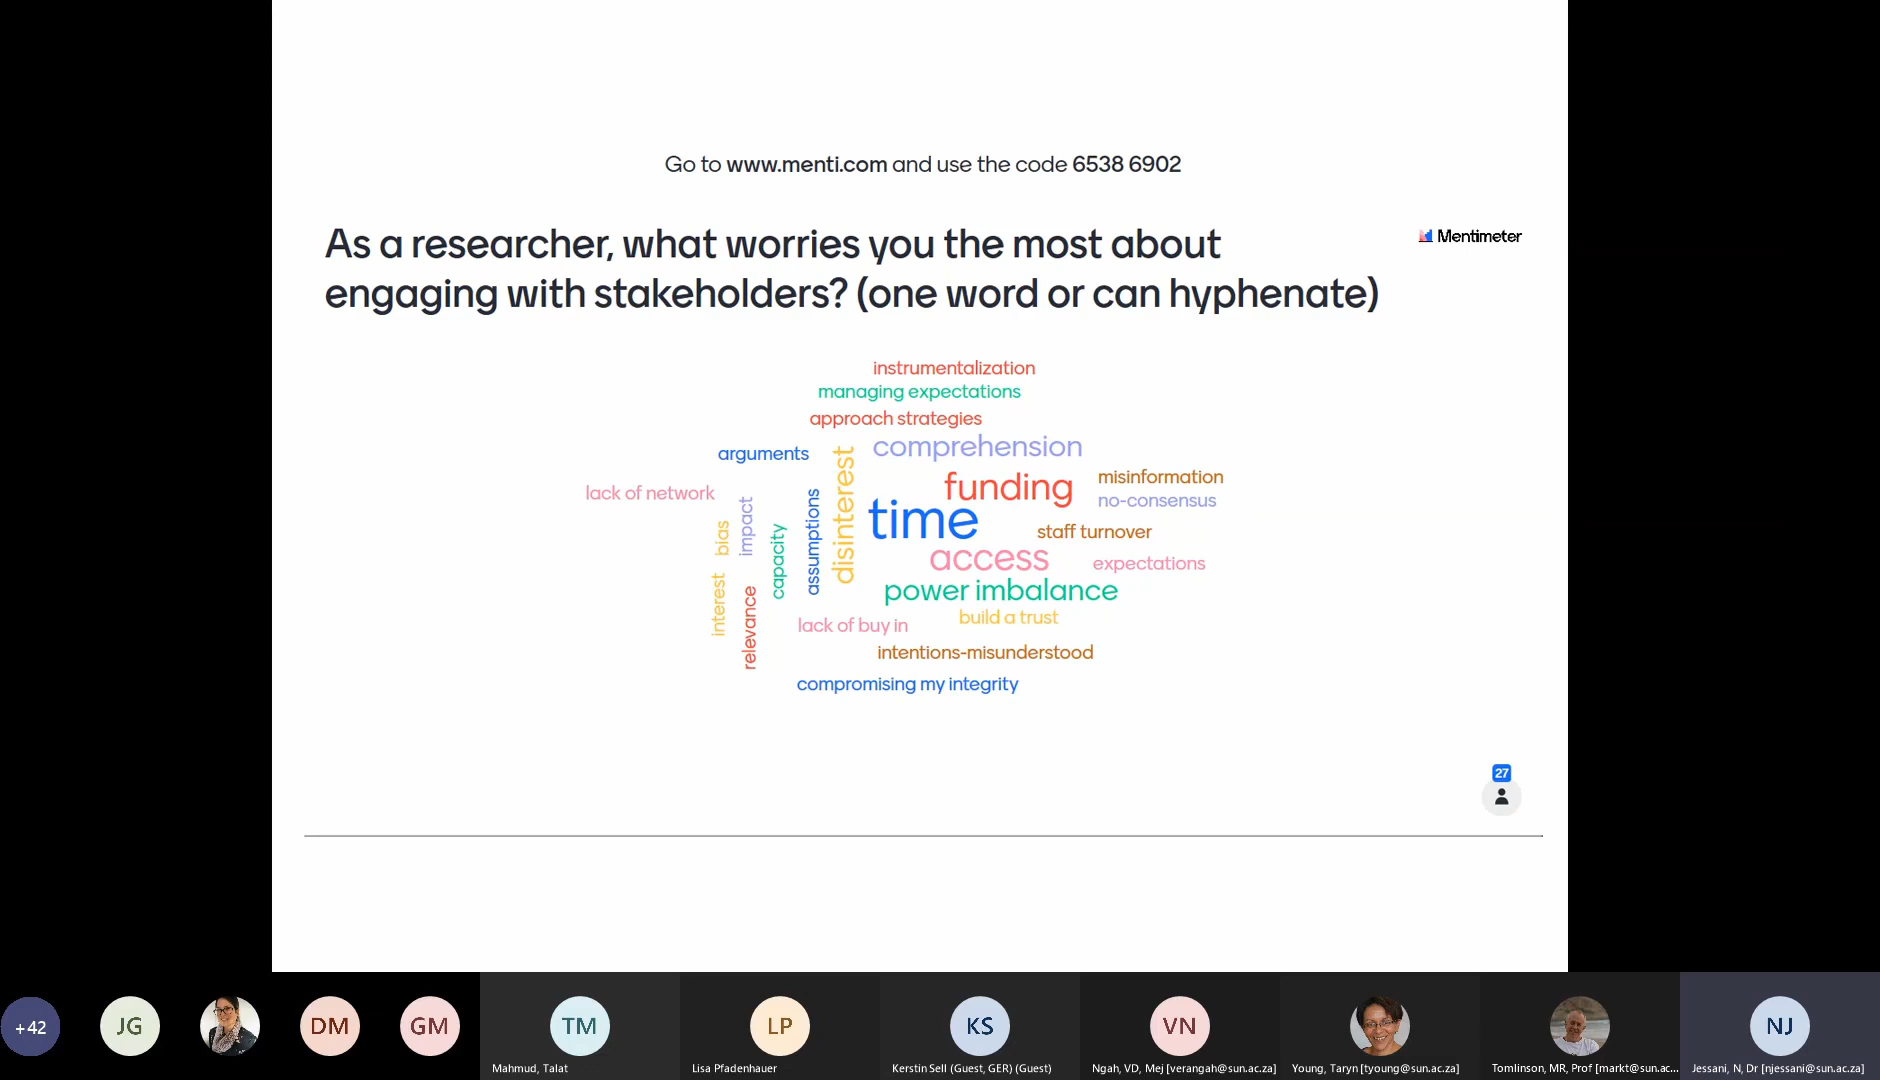 Go to www.menti.com and use the code 6538 6902
As a researcher, what worries you the most about
engaging with stakeholders? (one word or can hyphenate)
Mentimeter
instrumentalization
managing expectations
approach strategies
comprehension
arguments
disinterest
funding
misinformation
lack of network
no-consensus
bias
impact
assumptions
time
capacity
staff turnover
access
expectations
interest
relevance
power imbalance
build a trust
lack of buy in
intentions-misunderstood
compromising my integrity
27
+42
JG
DM
GM
TM
Mahmud, Talat
LP
Lisa Pfadenhauer
KS
Kerstin Sell (Guest, GER) (Guest)
VN
Ngah, VD, Mej [verangah@sun.ac.za]
Young, Taryn [tyoung@sun.ac.za]
Tomlinson, MR, Prof [markt@sun.ac...
NJ
Jessani, N, Dr [njessani@sun.ac.za]